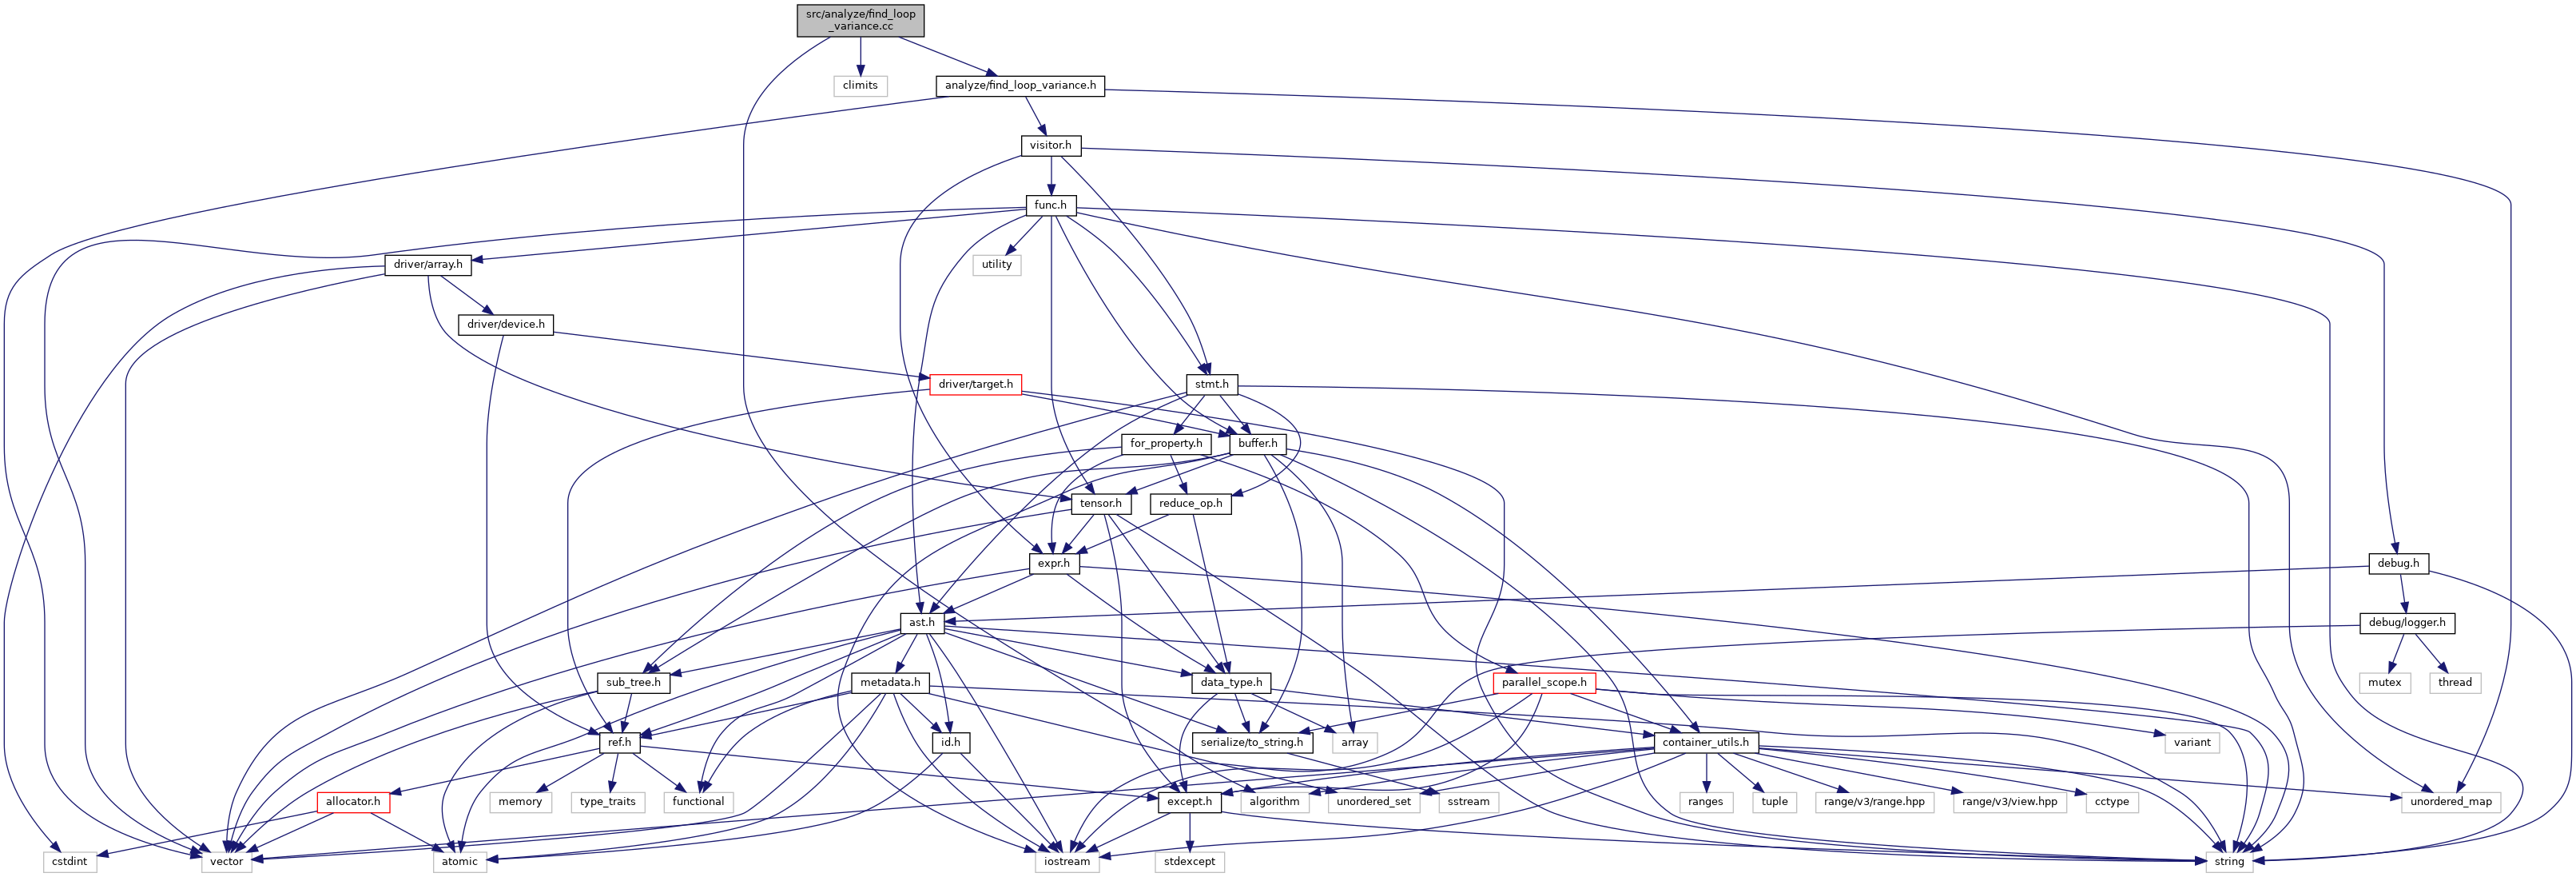 src/analyze/find_loop
_variance.cc
climits
analyze/find_loop_variance.h
visitor.h
func.h
driver/array.h
utility
driver/device.h
driver/target.h
stmt.h
for_property.h
buffer.h
tensor.h
reduce_op.h
expr.h
debug.h
ast.h
debug/logger.h
sub_tree.h
metadata.h
data_type.h
parallel_scope.h
mutex
thread
ref.h
id.h
serialize/to_string.h
array
container_utils.h
variant
allocator.h
memory
type_traits
functional
except.h
algorithm
unordered_set
sstream
ranges
tuple
range/v3/range.hpp
range/v3/view.hpp
cctype
unordered_map
cstdint
vector
atomic
iostream
stdexcept
string